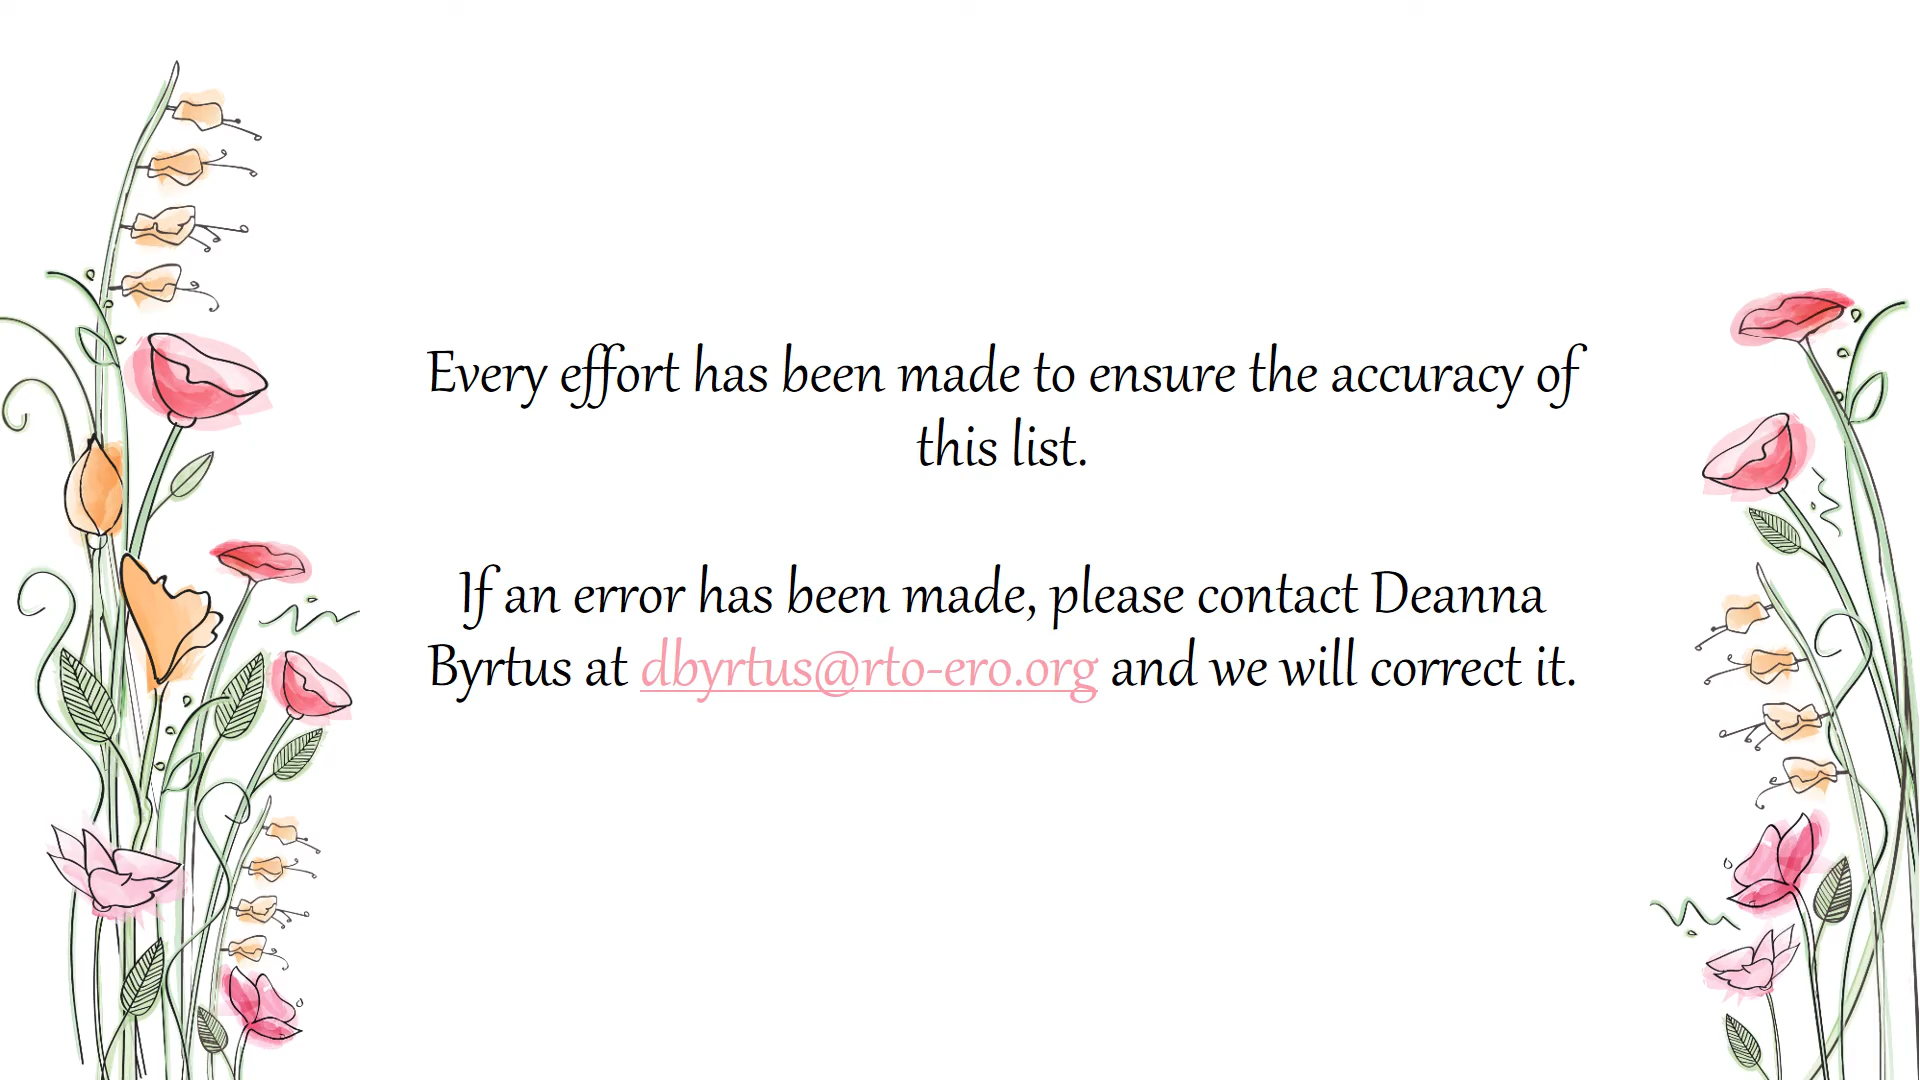 Every effort has been made to ensure the accuracy of
this list.
If an error has been made, please contact Deanna
Byrtus at dbyrtus@rto-ero.org and we will correct it.